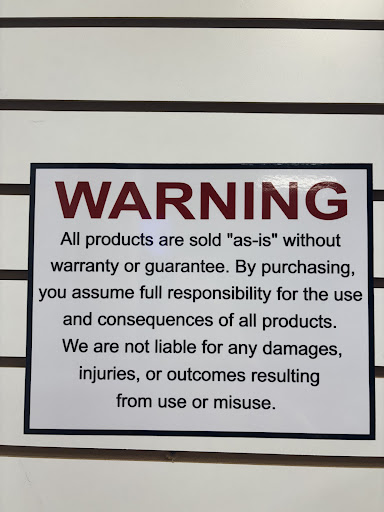 WARNING
All products are sold "as-is" without
warranty or guarantee. By purchasing,
you assume full responsibility for the use
and consequences of all products.
We are not liable for any damages,
injuries, or outcomes resulting
from use or misuse.